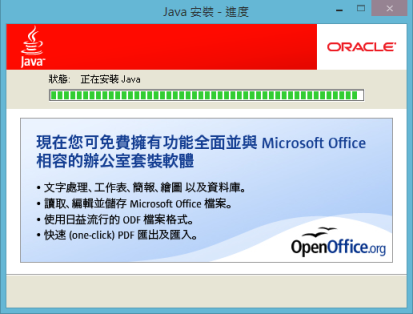 Java 安裝 - 進度
Java
ORACLE
狀態: 正在安裝 Java
現在您可免費擁有功能全面並與 Microsoft Office
相容的辦公室套裝軟體
• 文字處理、工作表、簡報、繪圖 以及資料庫。
• 讀取、編輯並儲存 Microsoft Office 檔案。
• 使用日益流行的 ODF 檔案格式。
• 快速 (one-click) PDF 匯出及匯入。
OpenOffice.org